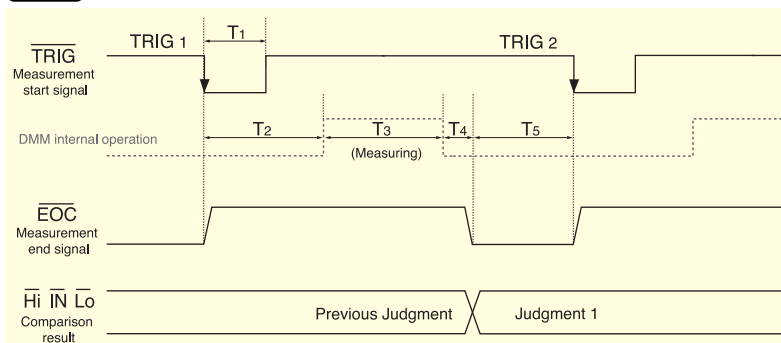 TRIG 1
T1
TRIG 2
TRIG
Measurement
start signal
DMM internal operation
T2
T3
T4
T5
(Measuring)
EOC
Measurement
end signal
Hi IN Lo
Comparison
result
Previous Judgment
Judgment 1